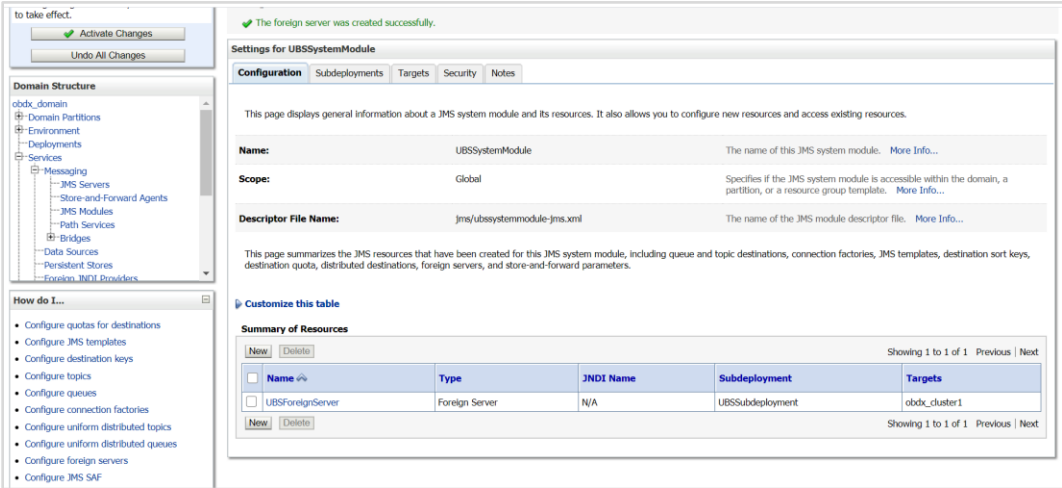 to take effect.
Activate Changes
Undo All Changes
Domain Structure
obdx_domain
Domain Partitions
Environment
Deployments
Services
Messaging
JMS Servers
Store-and-Forward Agents
JMS Modules
Path Services
Bridges
Data Sources
Persistent Stores
Foreign JNDI Providers
How do I...
Configure quotas for destinations
Configure JMS templates
Configure destination keys
Configure topics
Configure queues
Configure connection factories
Configure uniform distributed topics
Configure uniform distributed queues
Configure foreign servers
Configure JMS SAF
The foreign server was created successfully.
Settings for UBSSystemModule
Configuration Subdeployments Targets Security Notes
This page displays general information about a JMS system module and its resources. It also allows you to configure new resources and access existing resources.
Name: UBSSystemModule The name of this JMS system module. More Info...
Scope: Global Specifies if the JMS system module is accessible within the domain, a
partition, or a resource group template. More Info...
Descriptor File Name: jms/ubssystemmodule-jms.xml The name of the JMS module descriptor file. More Info...
This page summarizes the JMS resources that have been created for this JMS system module, including queue and topic destinations, connection factories, JMS templates, destination sort keys,
destination quota, distributed destinations, foreign servers, and store-and-forward parameters.
Customize this table
Summary of Resources
New Delete Showing 1 to 1 of 1 Previous | Next
Name Type JNDI Name Subdeployment Targets
UBSForeignServer Foreign Server N/A UBSSubdeployment obdx_cluster1
New Delete Showing 1 to 1 of 1 Previous | Next